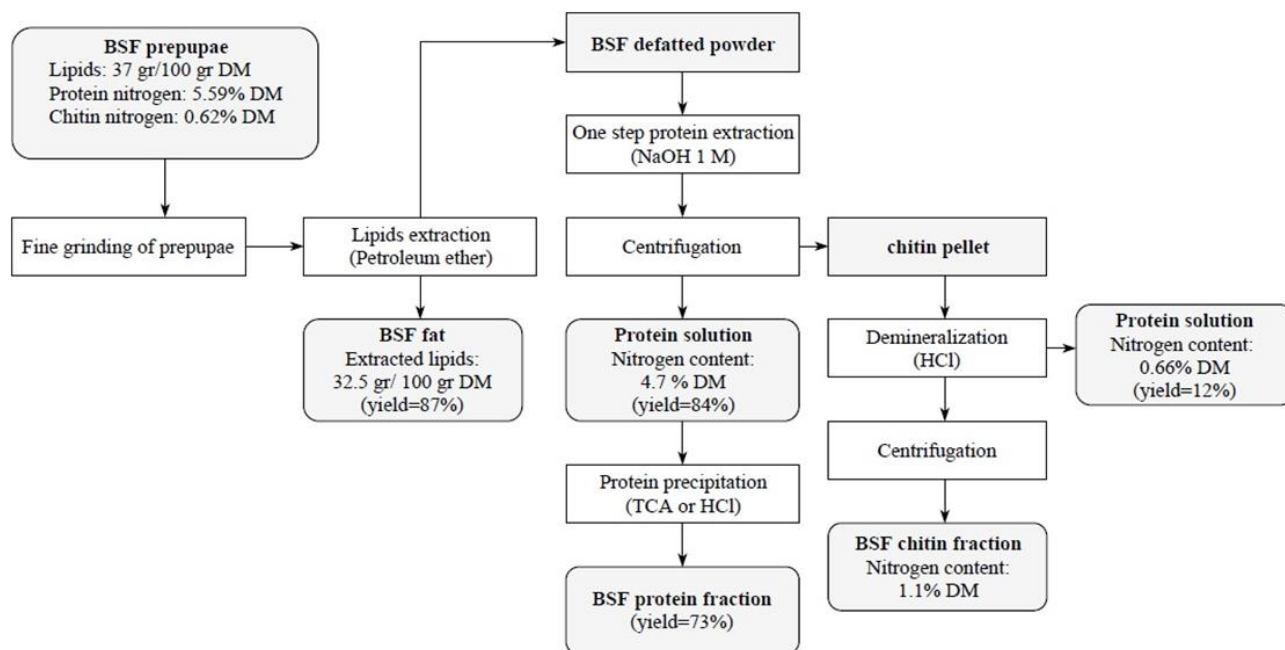 BSF prepupae
Lipids: 37 gr/100 gr DM
Protein nitrogen: 5.59% DM
Chitin nitrogen: 0.62% DM
Fine grinding of prepupae
Lipids extraction
(Petroleum ether)
BSF fat
Extracted lipids:
32.5 gr/ 100 gr DM
(yield=87%)
BSF defatted powder
One step protein extraction
(NaOH 1 M)
Centrifugation
Protein solution
Nitrogen content:
4.7 % DM
(yield=84%)
Protein precipitation
(TCA or HCl)
BSF protein fraction
(yield=73%)
chitin pellet
Demineralization
(HCl)
Protein solution
Nitrogen content:
0.66% DM
(yield=12%)
Centrifugation
BSF chitin fraction
Nitrogen content:
1.1% DM